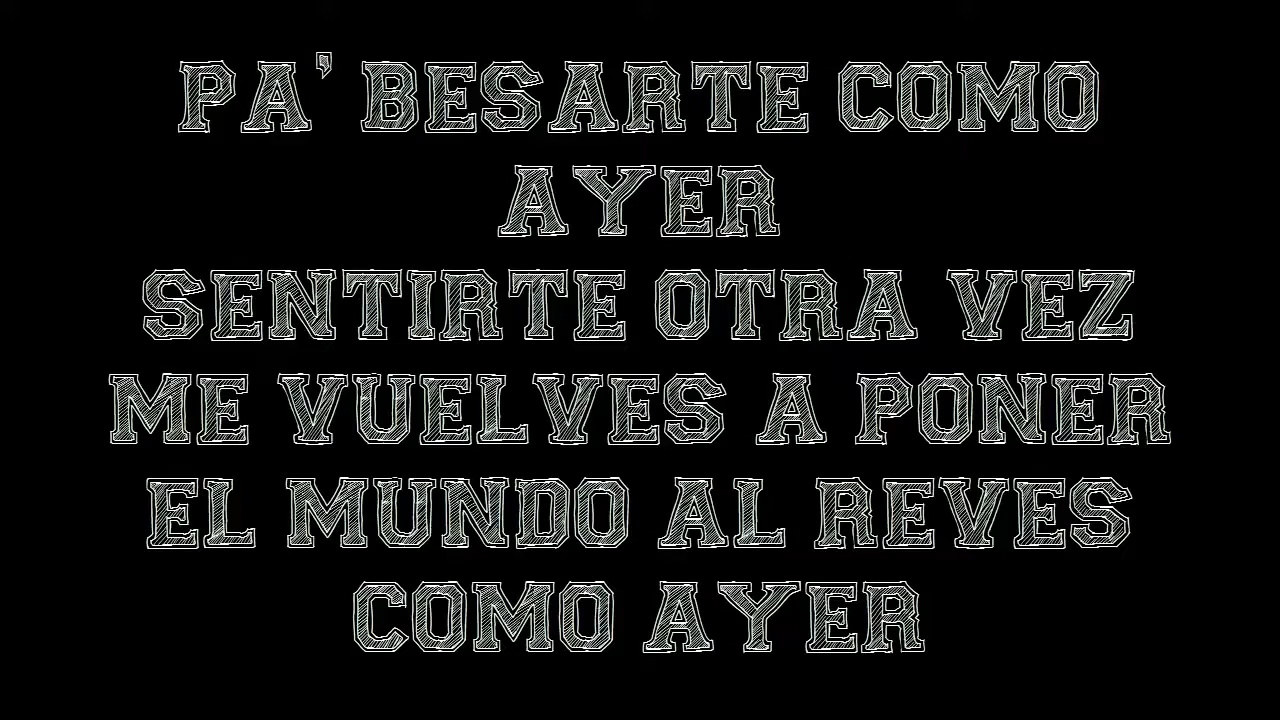 PA' BESARTE COMO
AYER
SENTIRTE OTRA VEZ
ME VUELVES A PONER
EL MUNDO AL REVES
COMO AYER